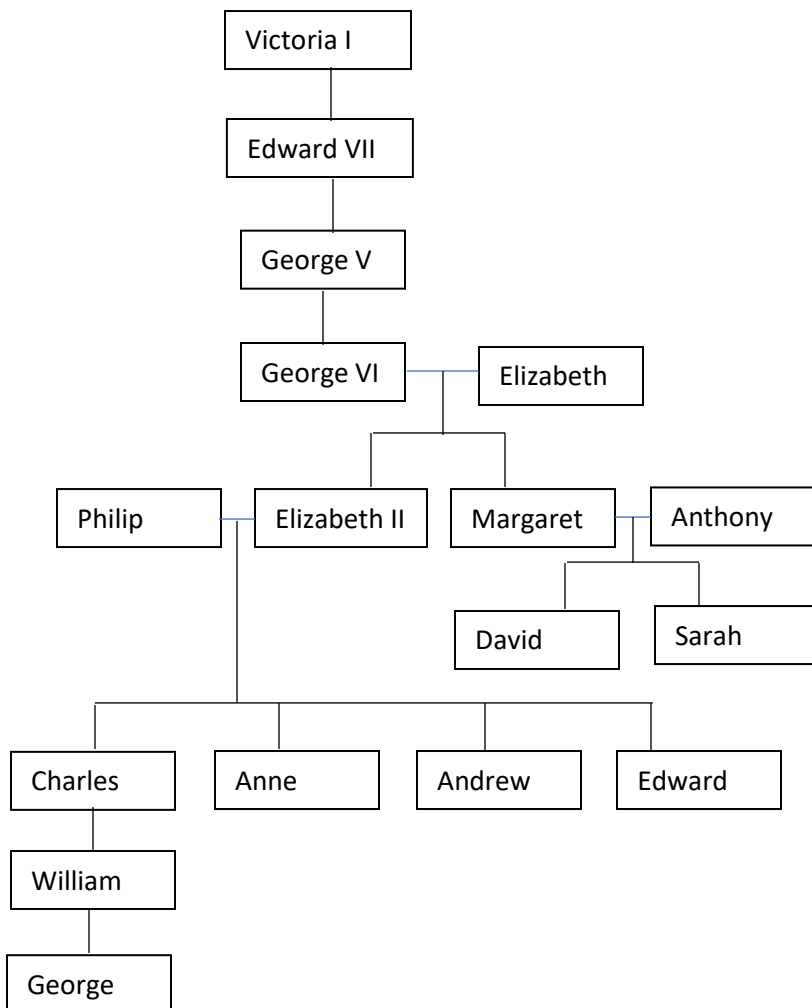 Victoria I
Edward VII
George V
George VI
Elizabeth
Philip
Elizabeth II
Margaret
Anthony
David
Sarah
Charles
Anne
Andrew
Edward
William
George